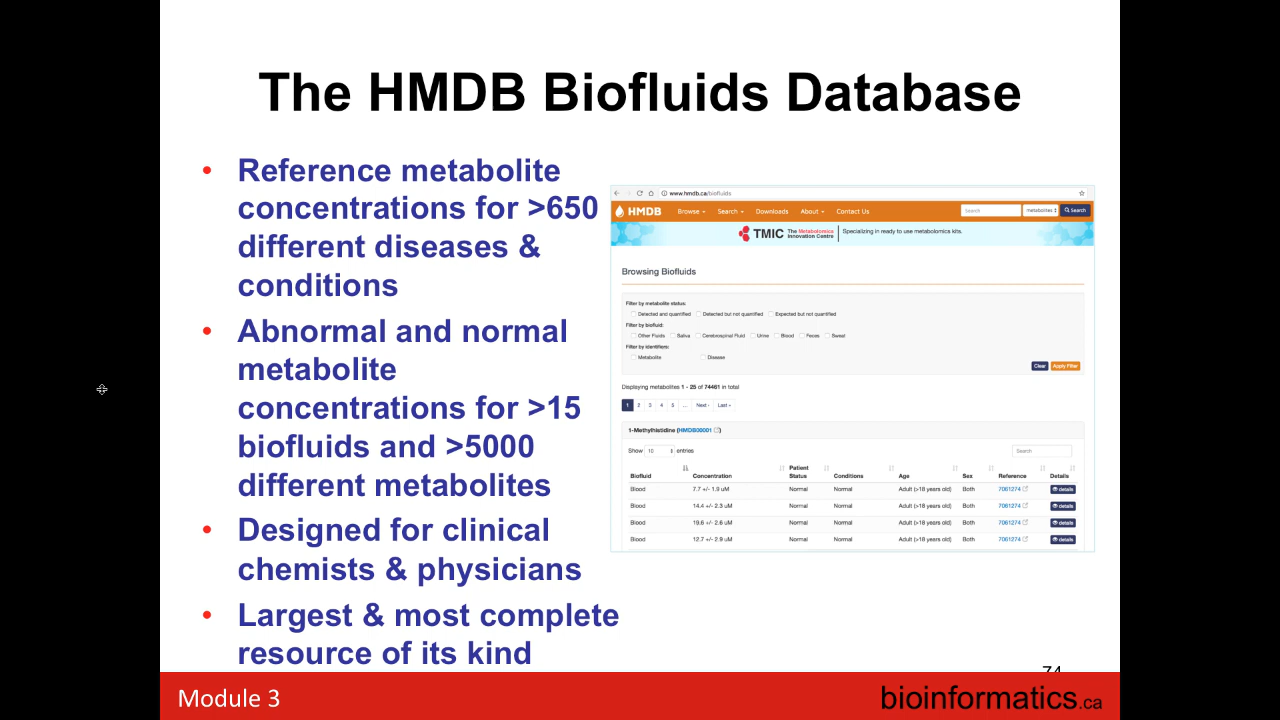 The HMDB Biofluids Database
• Reference metabolite
concentrations for >650
different diseases &
conditions
• Abnormal and normal
metabolite
concentrations for >15
biofluids and >5000
different metabolites
• Designed for clinical
chemists & physicians
• Largest & most complete
resource of its kind
www.hmdb.ca/biofluids
HMDB Browse Search Downloads About Contact Us Search metabolites Search
TMIC The Metabolomics Innovation Centre Specializing in ready to use metabolomics kits.
Browsing Biofluids
Filter by metabolite status:
Detected and quantified Detected but not quantified Expected but not quantified
Filter by biofluid:
Other Fluids Saliva Cerebrospinal Fluid Urine Blood Feces Sweat
Filter by identifiers:
Metabolite Disease
Clear Apply Filter
Displaying metabolites 1 - 25 of 74461 in total
1 2 3 4 5 ... Next › Last »
1-Methylhistidine (HMDB00001)
Show 10 entries Search
Biofluid Concentration Patient Status Conditions Age Sex Reference Details
Blood 7.7 +/- 1.9 uM Normal Normal Adult (>18 years old) Both 7061274 details
Blood 14.4 +/- 2.3 uM Normal Normal Adult (>18 years old) Both 7061274 details
Blood 19.6 +/- 2.6 uM Normal Normal Adult (>18 years old) Both 7061274 details
Blood 12.7 +/- 2.9 uM Normal Normal Adult (>18 years old) Both 7061274 details
74
Module 3
bioinformatics.ca